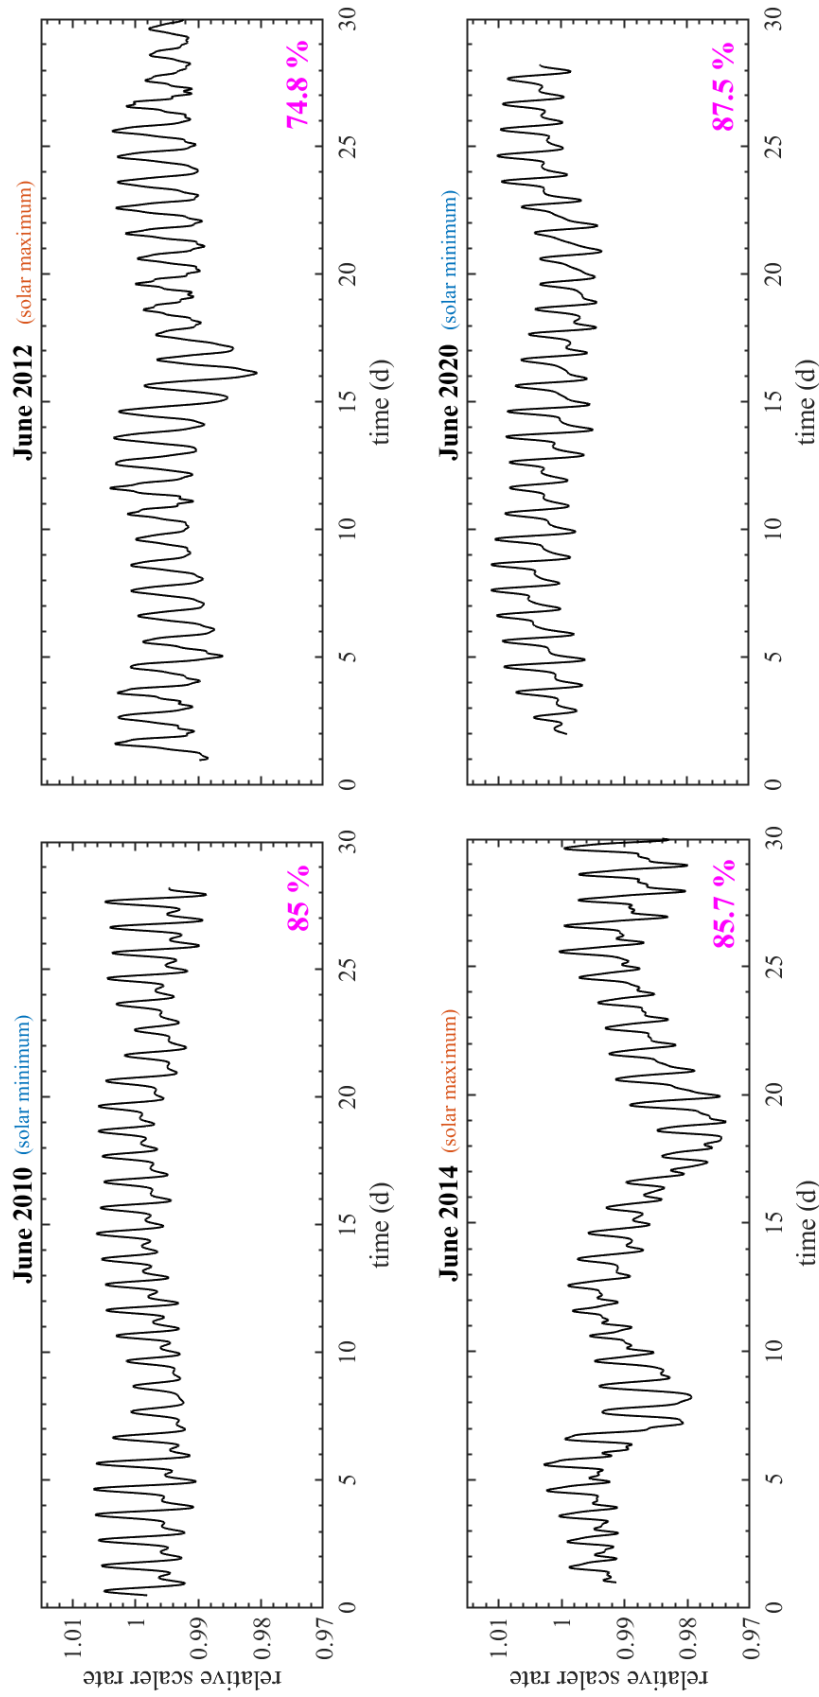 June 2010 (solar minimum)
relative scaler rate
1.01
1
0.99
0.98
0.97
85 %
0 5 10 15 20 25 30
time (d)
June 2012 (solar maximum)
74.8 %
0 5 10 15 20 25 30
time (d)
June 2014 (solar maximum)
relative scaler rate
1.01
1
0.99
0.98
0.97
85.7 %
0 5 10 15 20 25 30
time (d)
June 2020 (solar minimum)
87.5 %
0 5 10 15 20 25 30
time (d)